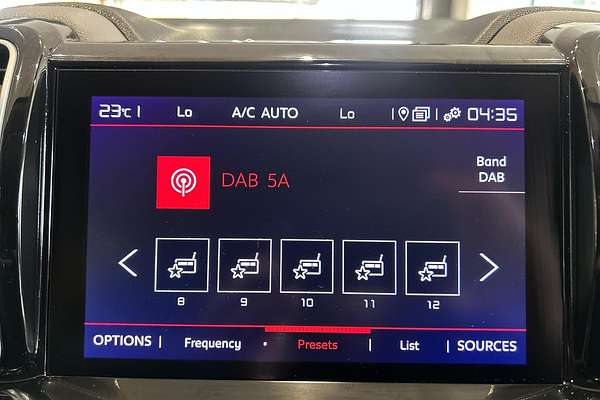 23°C Lo A/C AUTO Lo 04:35
Band
DAB
DAB 5A
8 9 10 11 12
OPTIONS Frequency • Presets List SOURCES